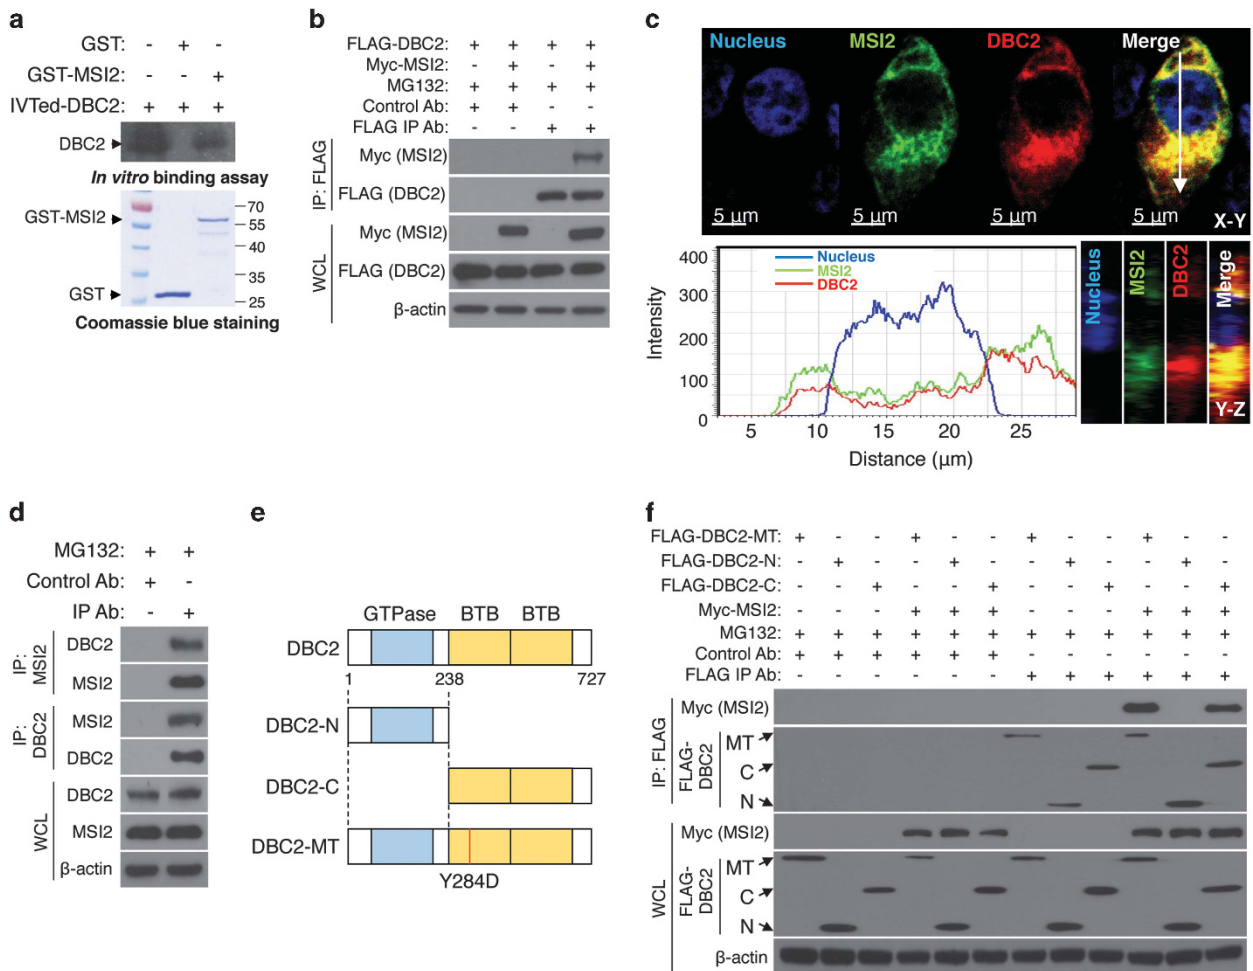 a
GST: - + -
GST-MSI2: - - +
IVTed-DBC2: + + +
DBC2
In vitro binding assay
GST-MSI2
GST
70
55
40
35
25
Coomassie blue staining
b
FLAG-DBC2: + + + +
Myc-MSI2: - + - +
MG132: + + + +
Control Ab: + + - -
FLAG IP Ab: - - + +
IP: FLAG
Myc (MSI2)
FLAG (DBC2)
WCL
Myc (MSI2)
FLAG (DBC2)
β-actin
c
Nucleus MSI2 DBC2 Merge
5 µm 5 µm 5 µm 5 µm
X-Y
Intensity
400
300
200
100
0
Nucleus
MSI2
DBC2
5 10 15 20 25
Distance (µm)
Nucleus MSI2 DBC2 Merge
Y-Z
d
MG132: + +
Control Ab: + -
IP Ab: - +
IP: MSI2
DBC2
MSI2
IP: DBC2
MSI2
DBC2
WCL
DBC2
MSI2
β-actin
e
GTPase BTB BTB
DBC2
1 238 727
DBC2-N
DBC2-C
DBC2-MT
Y284D
f
FLAG-DBC2-MT: + - - + - - + - - + - -
FLAG-DBC2-N: - + - - + - - + - - + -
FLAG-DBC2-C: - - + - - + - - + - - +
Myc-MSI2: - - - + + + - - - + + +
MG132: + + + + + + + + + + + +
Control Ab: + + + + + + - - - - - -
FLAG IP Ab: - - - - - - + + + + + +
IP: FLAG
Myc (MSI2)
FLAG-DBC2
MT
C
N
WCL
Myc (MSI2)
FLAG-DBC2
MT
C
N
β-actin